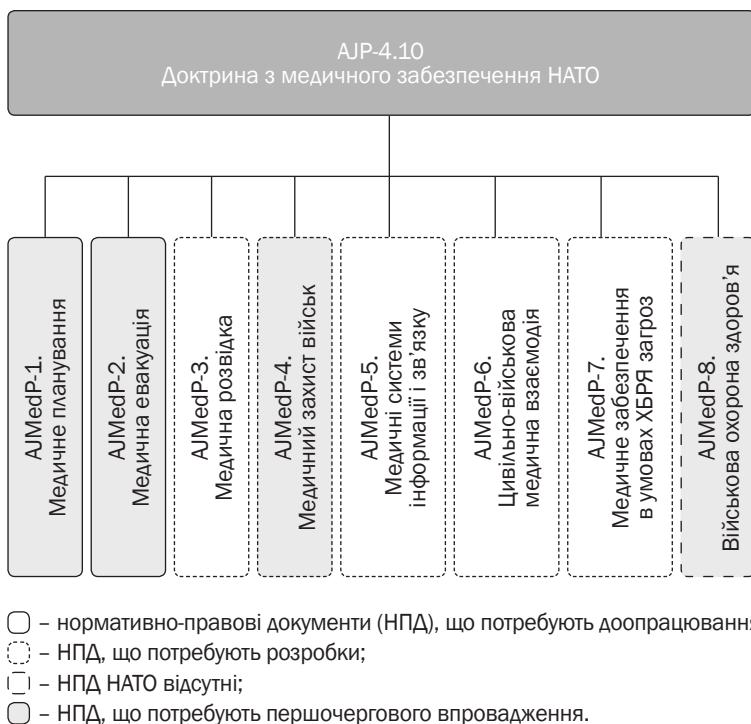 AJP-4.10
Доктрина з медичного забезпечення НАТО
AJMedP-1.
Медичне планування
AJMedP-2.
Медична евакуація
AJMedP-3.
Медична розвідка
AJMedP-4.
Медичний захист військ
AJMedP-5.
Медичні системи
інформації і зв’язку
AJMedP-6.
Цивільно-військова
медична взаємодія
AJMedP-7.
Медичне забезпечення
в умовах ХБРЯ загроз
AJMedP-8.
Військова охорона здоров’я
– нормативно-правові документи (НПД), що потребують доопрацювання
– НПД, що потребують розробки;
– НПД НАТО відсутні;
– НПД, що потребують першочергового впровадження.